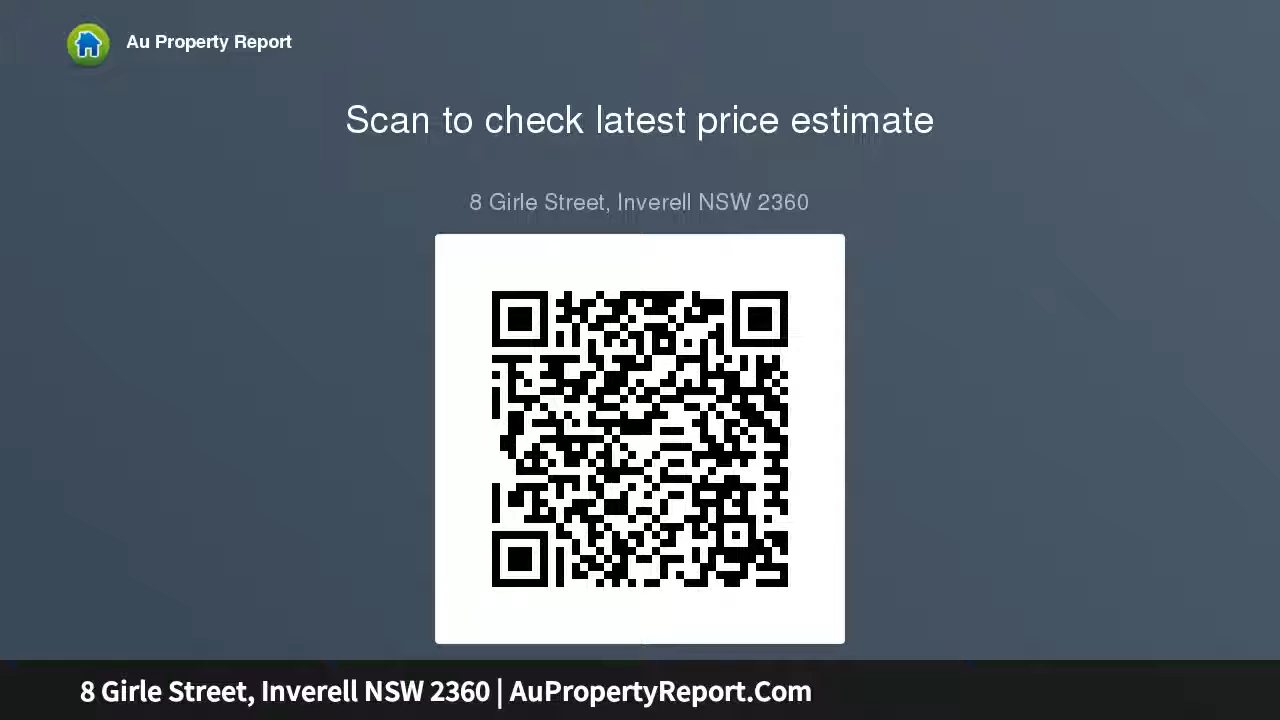 Au Property Report
Scan to check latest price estimate
8 Girle Street, Inverell NSW 2360
8 Girle Street, Inverell NSW 2360 | AuPropertyReport.Com